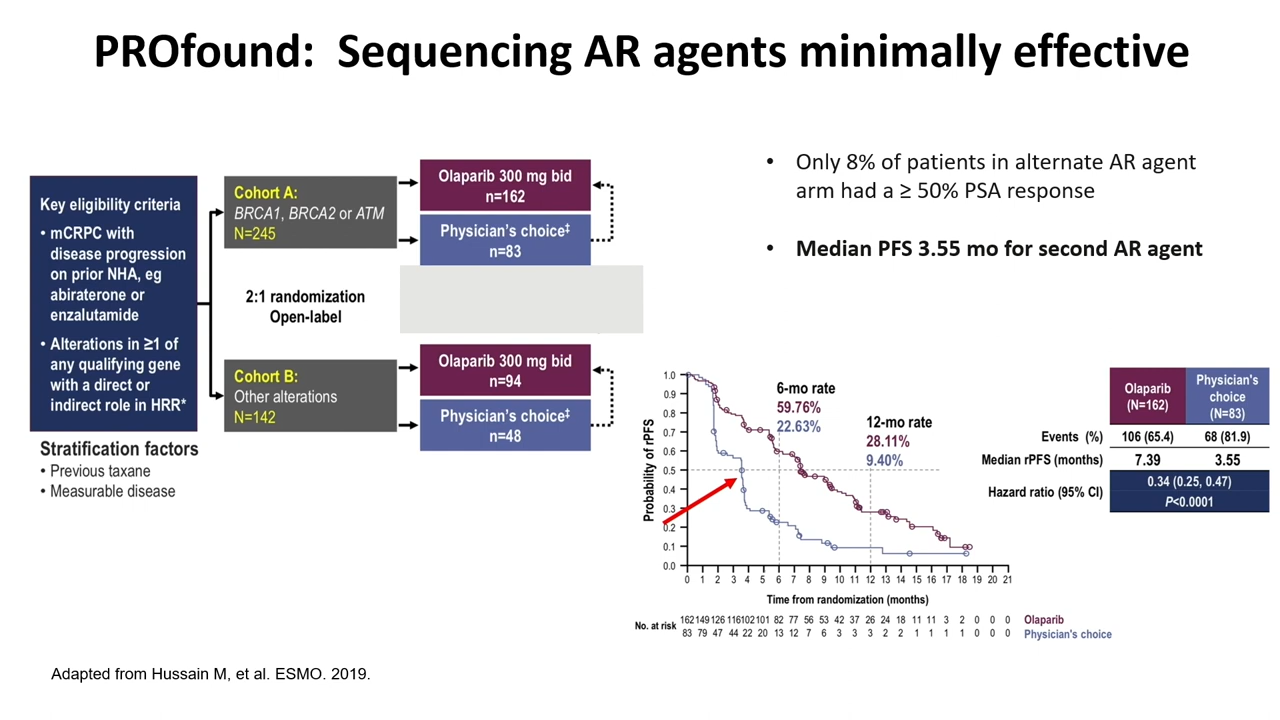 PROfound:  Sequencing AR agents minimally effective
Key eligibility criteria
• mCRPC with
disease progression
on prior NHA, eg
abiraterone or
enzalutamide
• Alterations in ≥1 of
any qualifying gene
with a direct or
indirect role in HRR*
Stratification factors
• Previous taxane
• Measurable disease
Cohort A:
BRCA1, BRCA2 or ATM
N=245
2:1 randomization
Open-label
Cohort B:
Other alterations
N=142
Olaparib 300 mg bid
n=162
Physician's choice‡
n=83
Olaparib 300 mg bid
n=94
Physician's choice‡
n=48
• Only 8% of patients in alternate AR agent
arm had a ≥ 50% PSA response
• Median PFS 3.55 mo for second AR agent
Probability of rPFS
1.0
0.9
0.8
0.7
0.6
0.5
0.4
0.3
0.2
0.1
0.0
6-mo rate
59.76%
22.63%
12-mo rate
28.11%
9.40%
0 1 2 3 4 5 6 7 8 9 10 11 12 13 14 15 16 17 18 19 20 21
Time from randomization (months)
No. at risk
162 149 126 116 102 101 82 77 56 53 42 37 26 24 18 11 11 3 2 0 0 0 Olaparib
83 79 47 44 22 20 13 12 7 6 3 3 3 2 2 1 1 1 1 0 0 0 Physician's choice
Olaparib
(N=162)
Physician's
choice
(N=83)
Events (%) 106 (65.4) 68 (81.9)
Median rPFS (months) 7.39 3.55
Hazard ratio (95% CI) 0.34 (0.25, 0.47)
P<0.0001
Adapted from Hussain M, et al. ESMO. 2019.